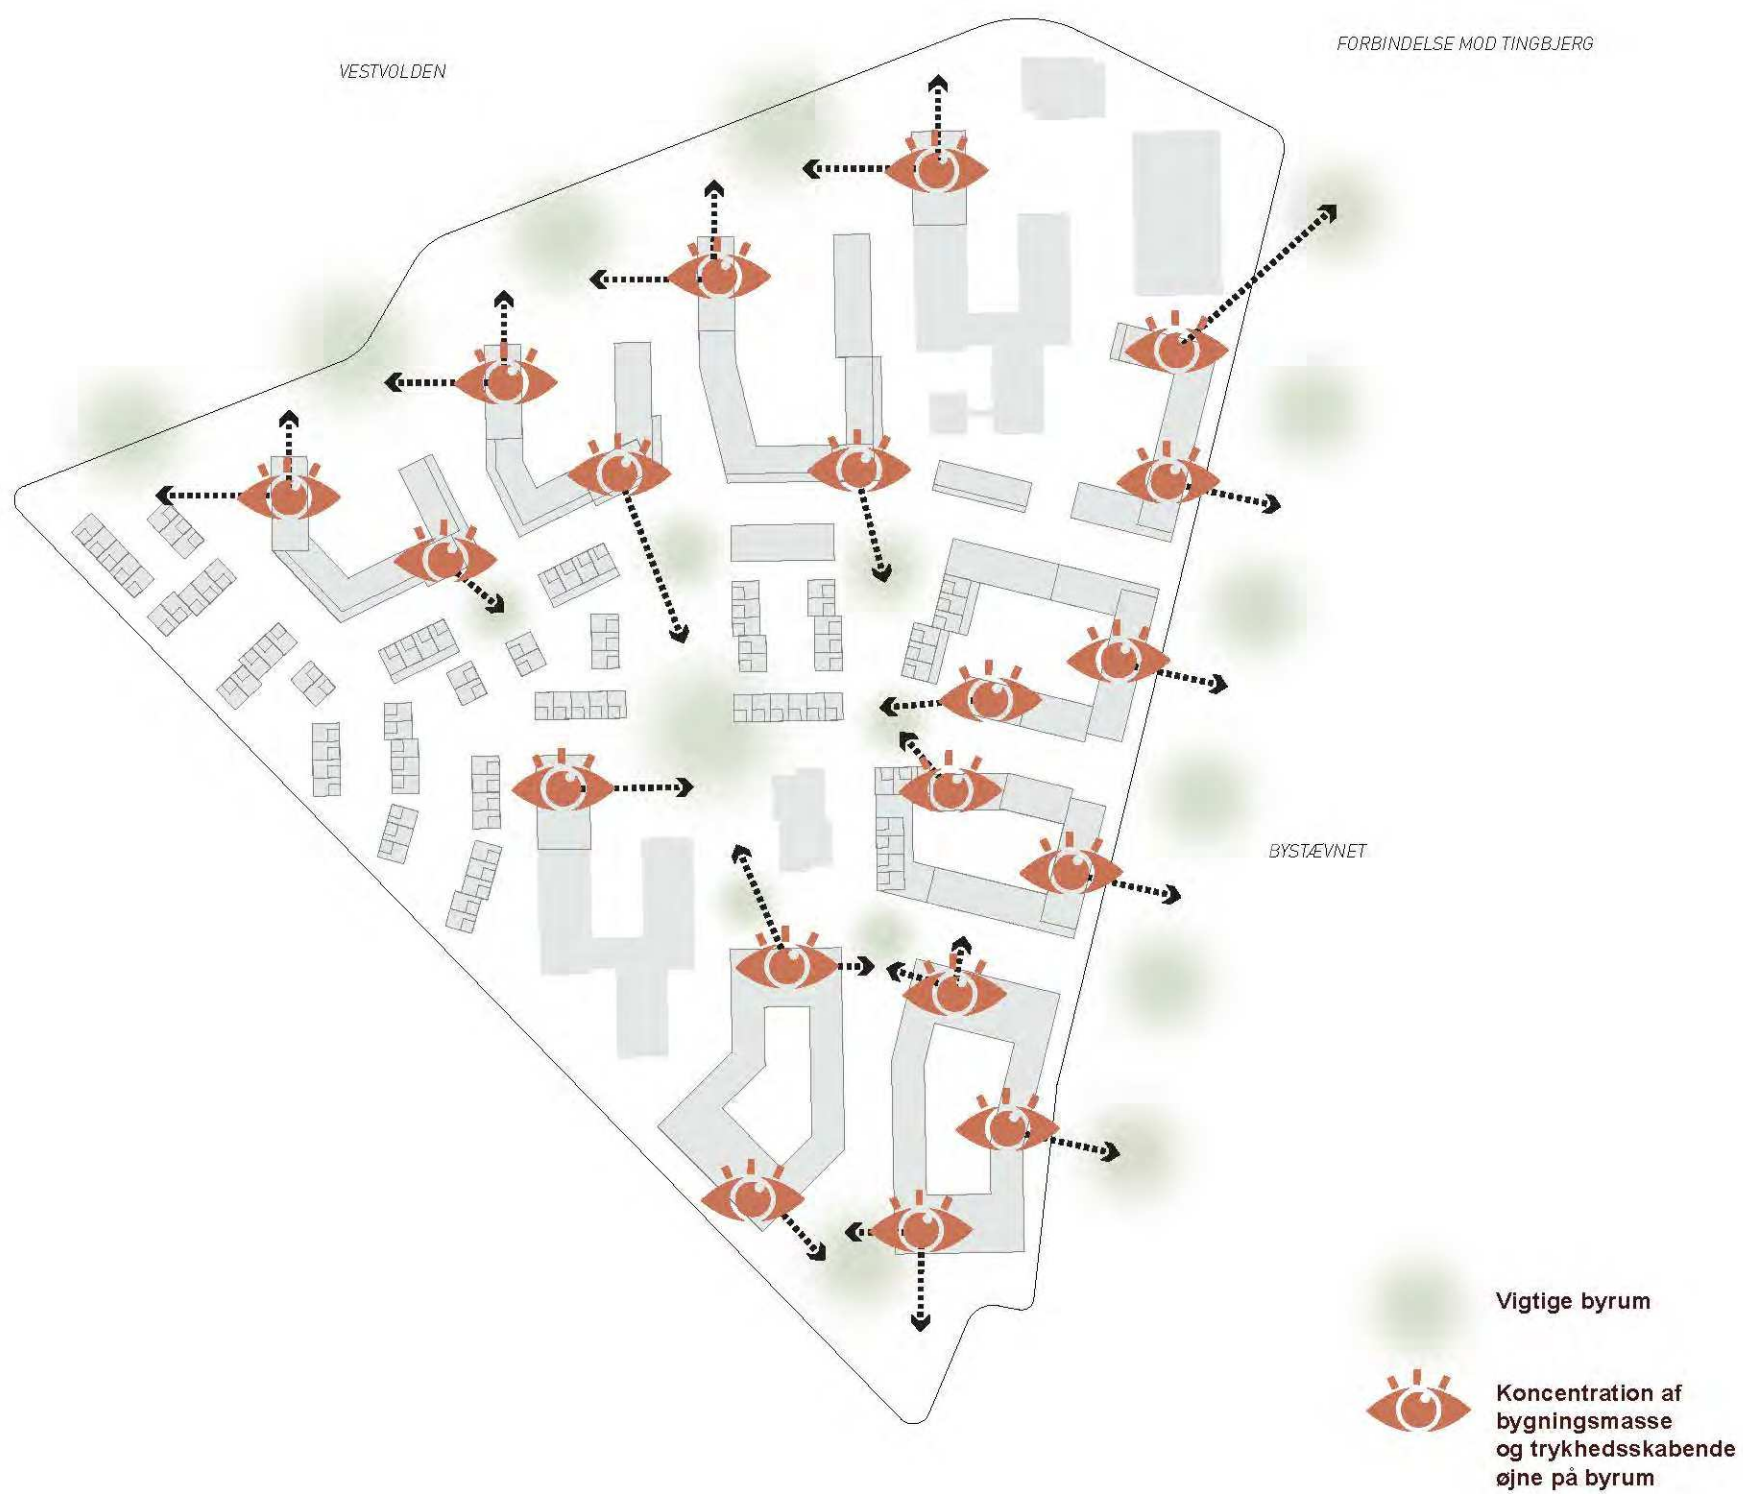 FORBINDELSE MOD TINGBJERG
VESTVOLDEN
BYSTÆVNET
Vigtige byrum
Koncentration af
bygningsmasse
og trykhedsskabende
øjne på byrum